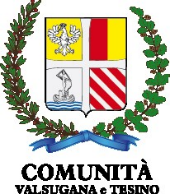 COMUNITÀ
VALSUGANA e TESINO